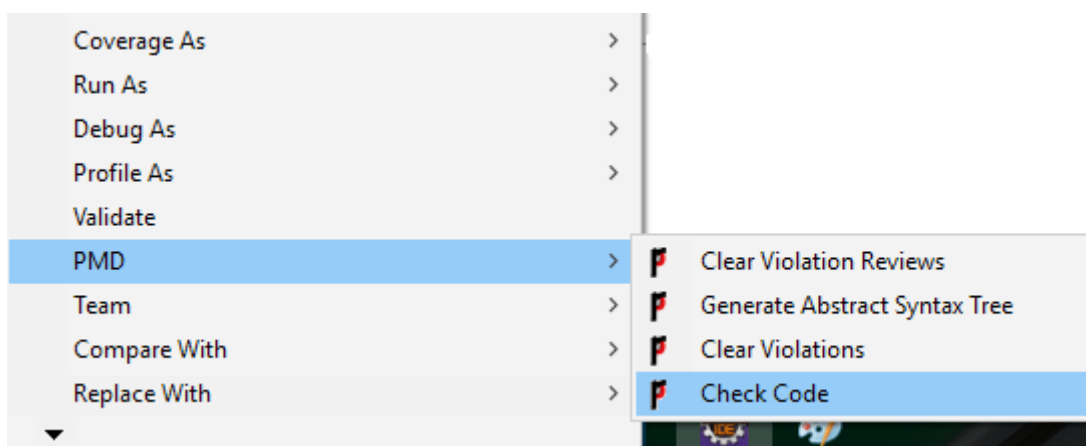 Coverage As
Run As
Debug As
Profile As
Validate
PMD
Team
Compare With
Replace With
Clear Violation Reviews
Generate Abstract Syntax Tree
Clear Violations
Check Code
IDE